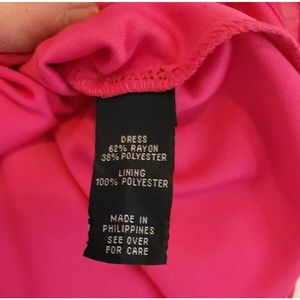 DRESS
62% RAYON
38% POLYESTER
LINING
100% POLYESTER
MADE IN
PHILIPPINES
SEE OVER
FOR CARE